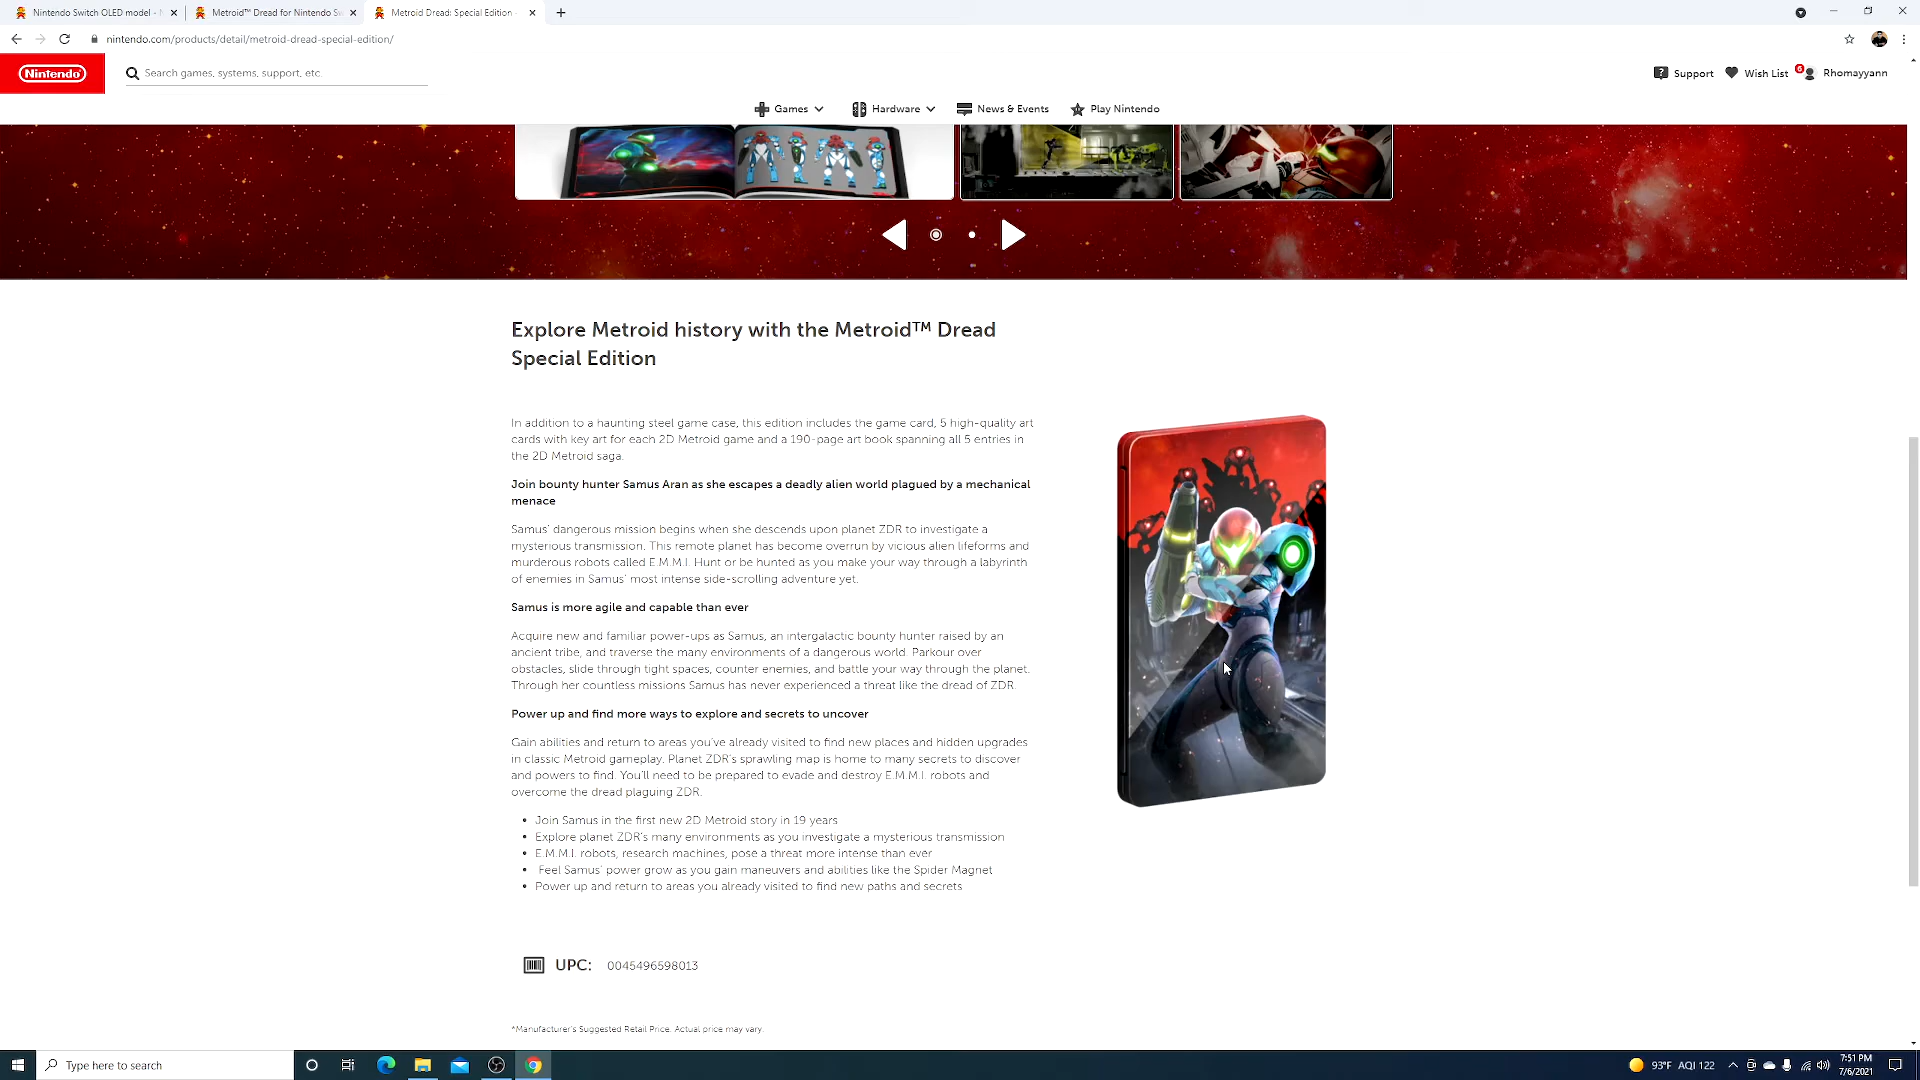 Nintendo Switch OLED model - N
Metroid™ Dread for Nintendo Sw
Metroid Dread: Special Edition -
nintendo.com/products/detail/metroid-dread-special-edition/
Nintendo
Search games, systems, support, etc.
Support
Wish List
6
Rhomayyann
Games
Hardware
News & Events
Play Nintendo
Explore Metroid history with the Metroid™ Dread
Special Edition
In addition to a haunting steel game case, this edition includes the game card, 5 high-quality art
cards with key art for each 2D Metroid game and a 190-page art book spanning all 5 entries in
the 2D Metroid saga.
Join bounty hunter Samus Aran as she escapes a deadly alien world plagued by a mechanical
menace
Samus' dangerous mission begins when she descends upon planet ZDR to investigate a
mysterious transmission. This remote planet has become overrun by vicious alien lifeforms and
murderous robots called E.M.M.I. Hunt or be hunted as you make your way through a labyrinth
of enemies in Samus' most intense side-scrolling adventure yet.
Samus is more agile and capable than ever
Acquire new and familiar power-ups as Samus, an intergalactic bounty hunter raised by an
ancient tribe, and traverse the many environments of a dangerous world. Parkour over
obstacles, slide through tight spaces, counter enemies, and battle your way through the planet.
Through her countless missions Samus has never experienced a threat like the dread of ZDR.
Power up and find more ways to explore and secrets to uncover
Gain abilities and return to areas you've already visited to find new places and hidden upgrades
in classic Metroid gameplay. Planet ZDR's sprawling map is home to many secrets to discover
and powers to find. You'll need to be prepared to evade and destroy E.M.M.I. robots and
overcome the dread plaguing ZDR.
• Join Samus in the first new 2D Metroid story in 19 years
• Explore planet ZDR's many environments as you investigate a mysterious transmission
• E.M.M.I. robots, research machines, pose a threat more intense than ever
• Feel Samus' power grow as you gain maneuvers and abilities like the Spider Magnet
• Power up and return to areas you already visited to find new paths and secrets
UPC: 0045496598013
*Manufacturer's Suggested Retail Price. Actual price may vary.
Type here to search
93°F AQI 122
7:51 PM
7/6/2021